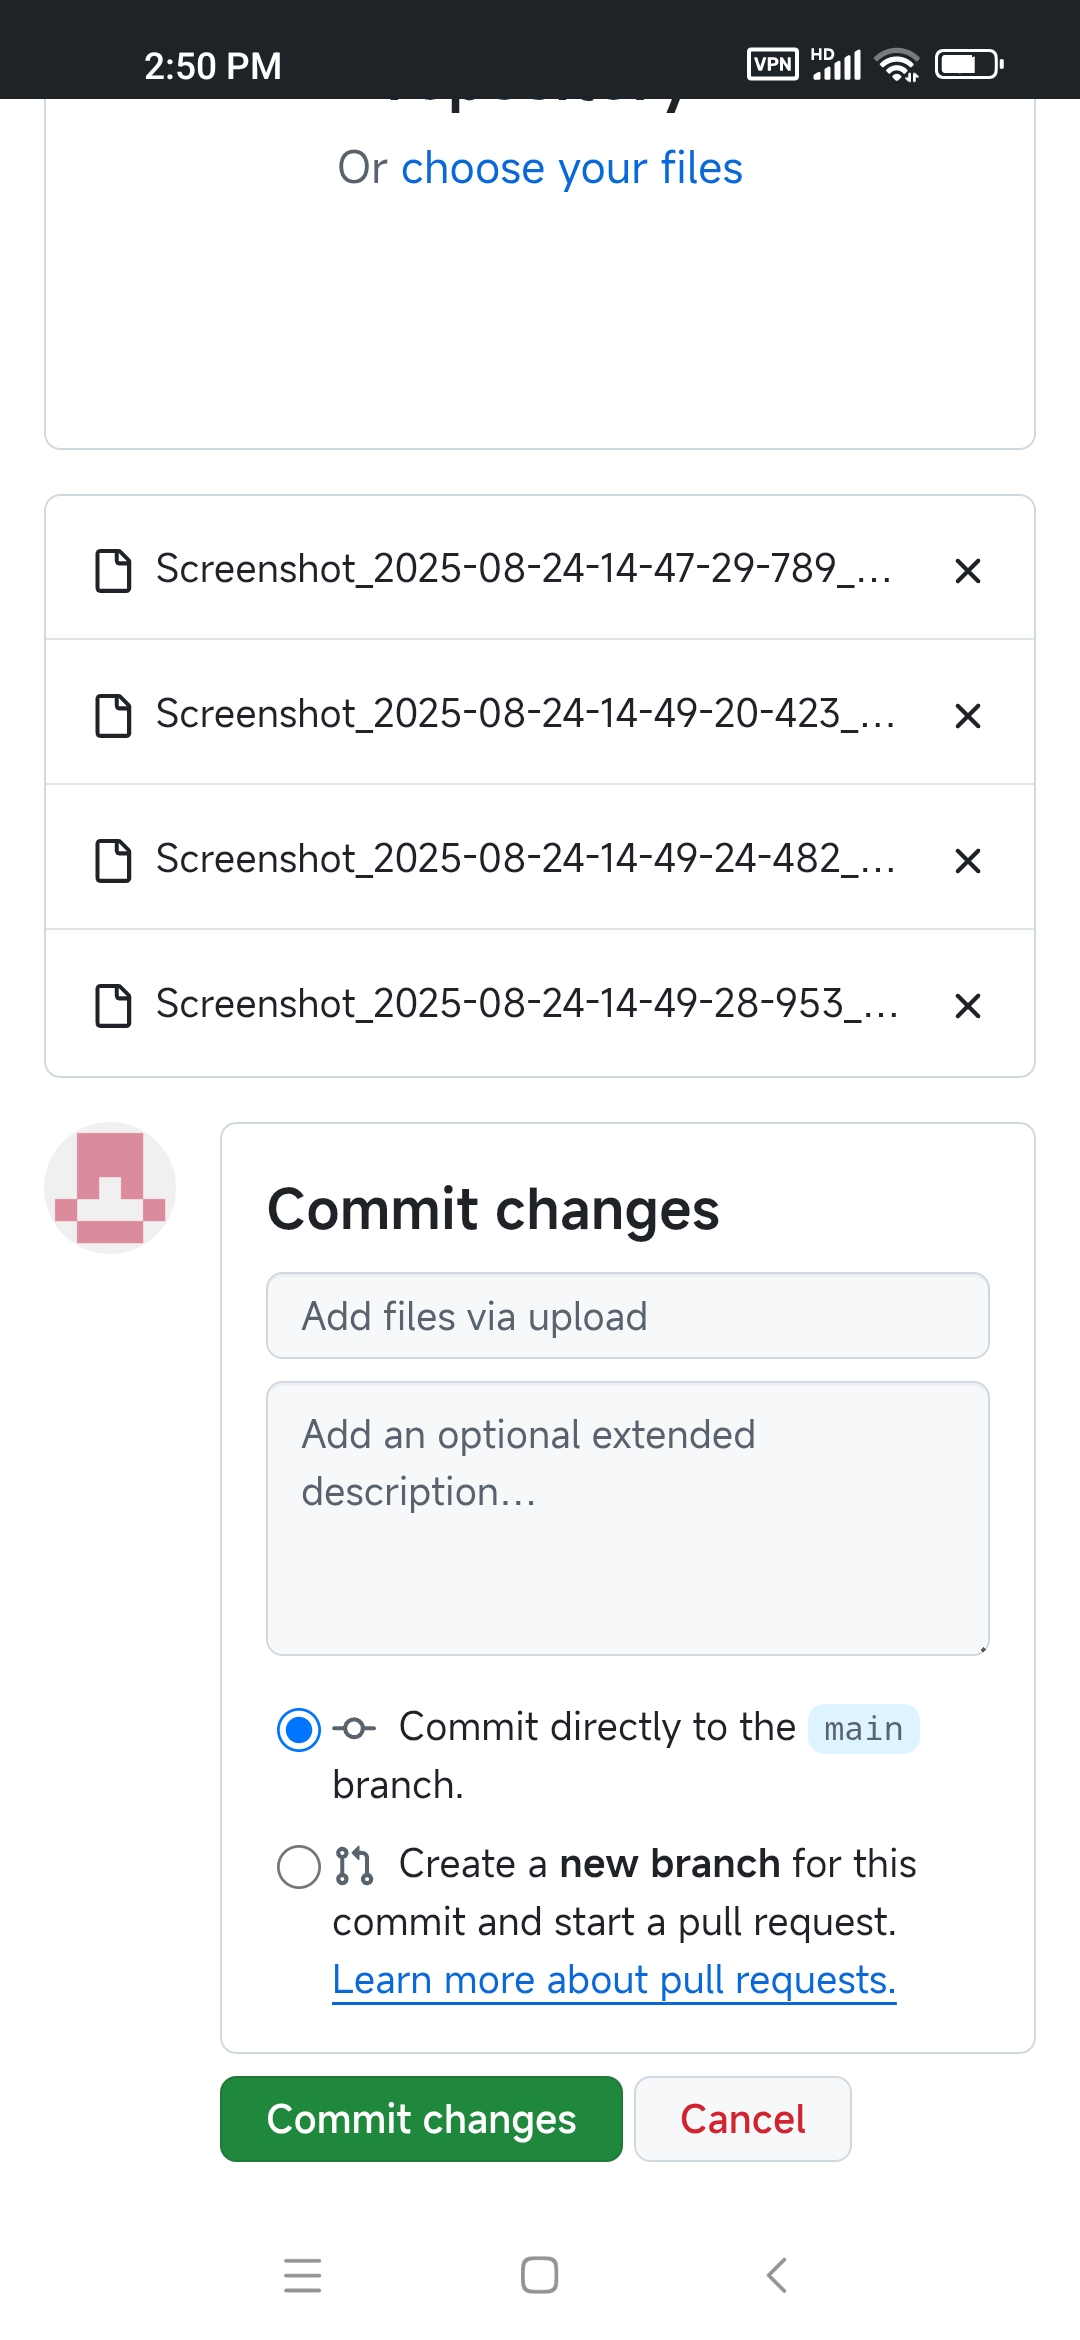 2:50 PM
VPN
HD
repository
Or choose your files
Screenshot_2025-08-24-14-47-29-789_...
Screenshot_2025-08-24-14-49-20-423_...
Screenshot_2025-08-24-14-49-24-482_...
Screenshot_2025-08-24-14-49-28-953_...
Commit changes
Add files via upload
Add an optional extended
description...
Commit directly to the main
branch.
Create a new branch for this
commit and start a pull request.
Learn more about pull requests.
Commit changes
Cancel